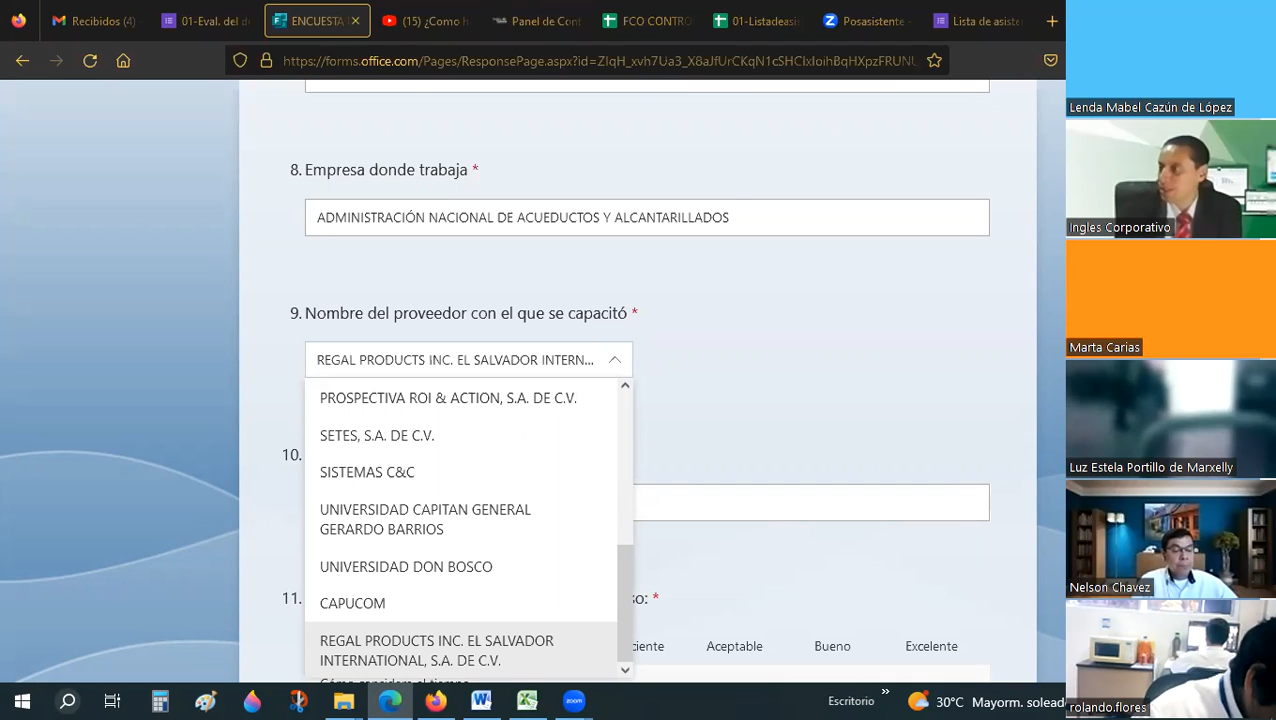 Recibidos (4)
01-Eval. del d
ENCUESTA
(15) ¿Como h
Panel de Cont
FCO CONTRO
01-Listadeasis
Posasistente -
Lista de asiste
https://forms.office.com/Pages/ResponsePage.aspx?id=
8. Empresa donde trabaja *
ADMINISTRACIÓN NACIONAL DE ACUEDUCTOS Y ALCANTARILLADOS
9. Nombre del proveedor con el que se capacitó *
REGAL PRODUCTS INC. EL SALVADOR INTERN...
PROSPECTIVA ROI & ACTION, S.A. DE C.V.
SETES, S.A. DE C.V.
SISTEMAS C&C
UNIVERSIDAD CAPITAN GENERAL
GERARDO BARRIOS
UNIVERSIDAD DON BOSCO
CAPUCOM
REGAL PRODUCTS INC. EL SALVADOR
INTERNATIONAL, S.A. DE C.V.
10.
11. so: *
ciente Aceptable Bueno Excelente
Escritorio
30°C Mayorm. soleado
Lenda Mabel Cazún de López
Ingles Corporativo
Marta Carias
Luz Estela Portillo de Marxelly
Nelson Chavez
rolando.flores